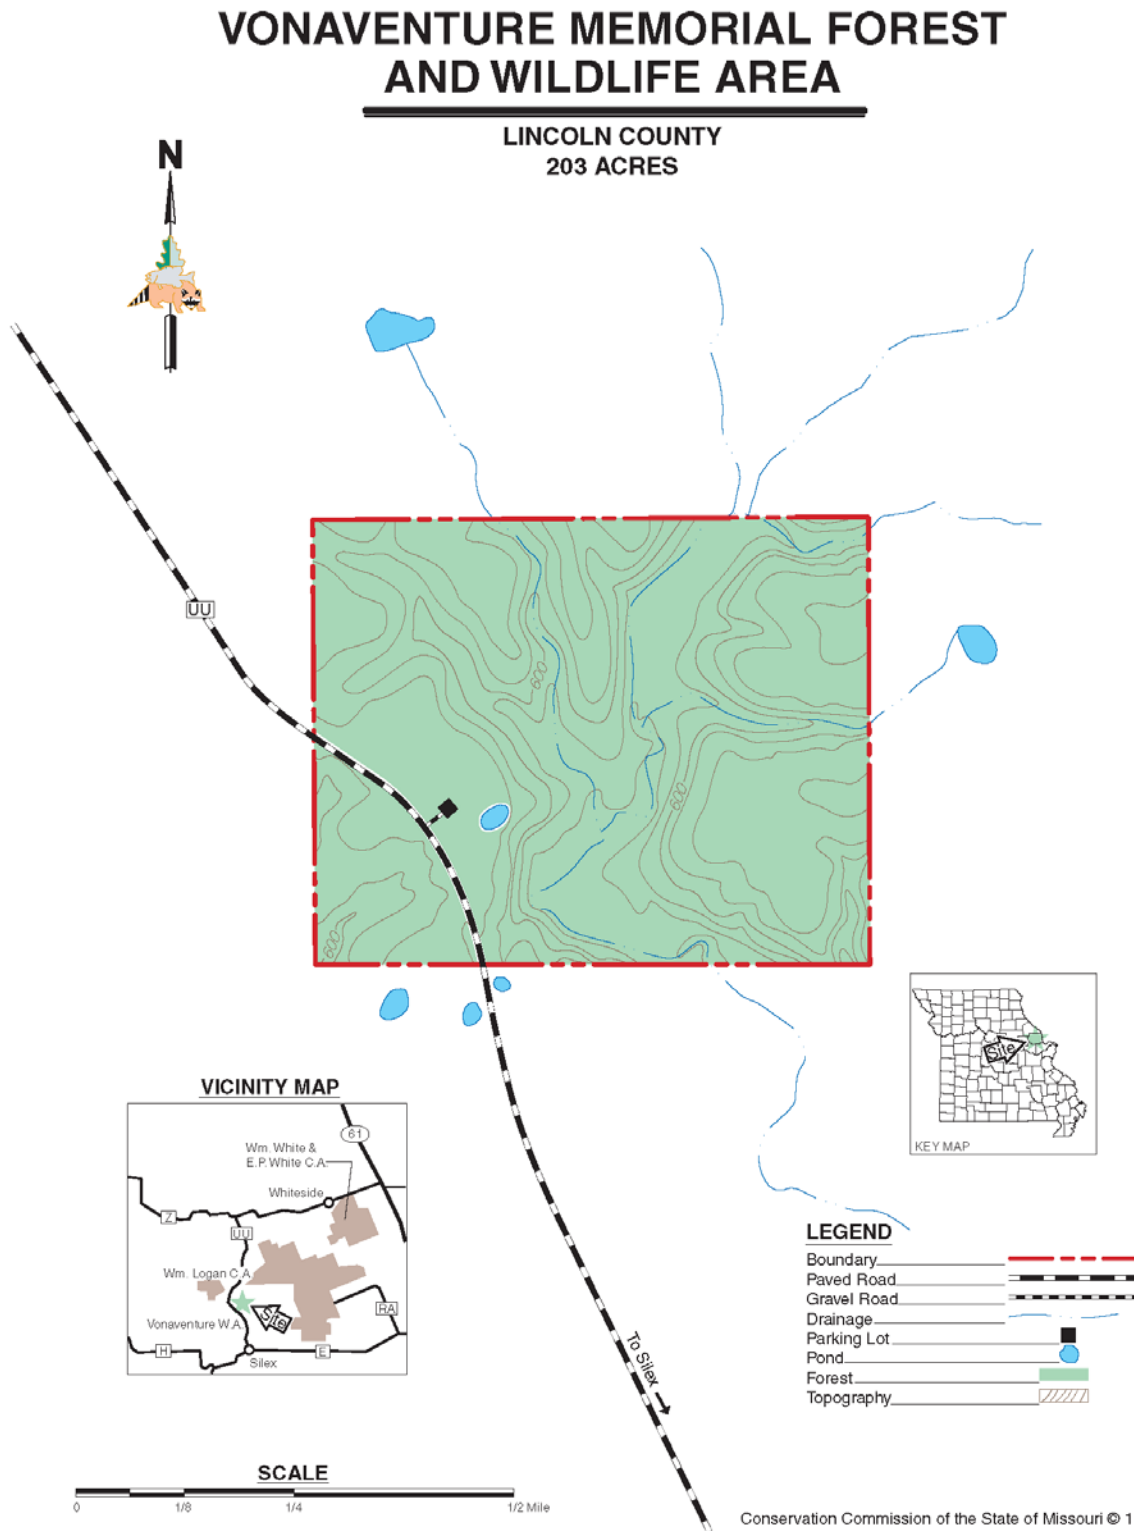 VONAVENTURE MEMORIAL FOREST
AND WILDLIFE AREA
LINCOLN COUNTY
203 ACRES
N
UU
600
600
600
Site
KEY MAP
VICINITY MAP
61
Wm. White &
E.P. White C.A.
Whiteside
Z
UU
Wm. Logan C.A.
Site
RA
Vonaventure W.A.
H
E
Silex
To Silex
LEGEND
Boundary
Paved Road
Gravel Road
Drainage
Parking Lot
Pond
Forest
Topography
SCALE
0 1/8 1/4 1/2 Mile
Conservation Commission of the State of Missouri © 1